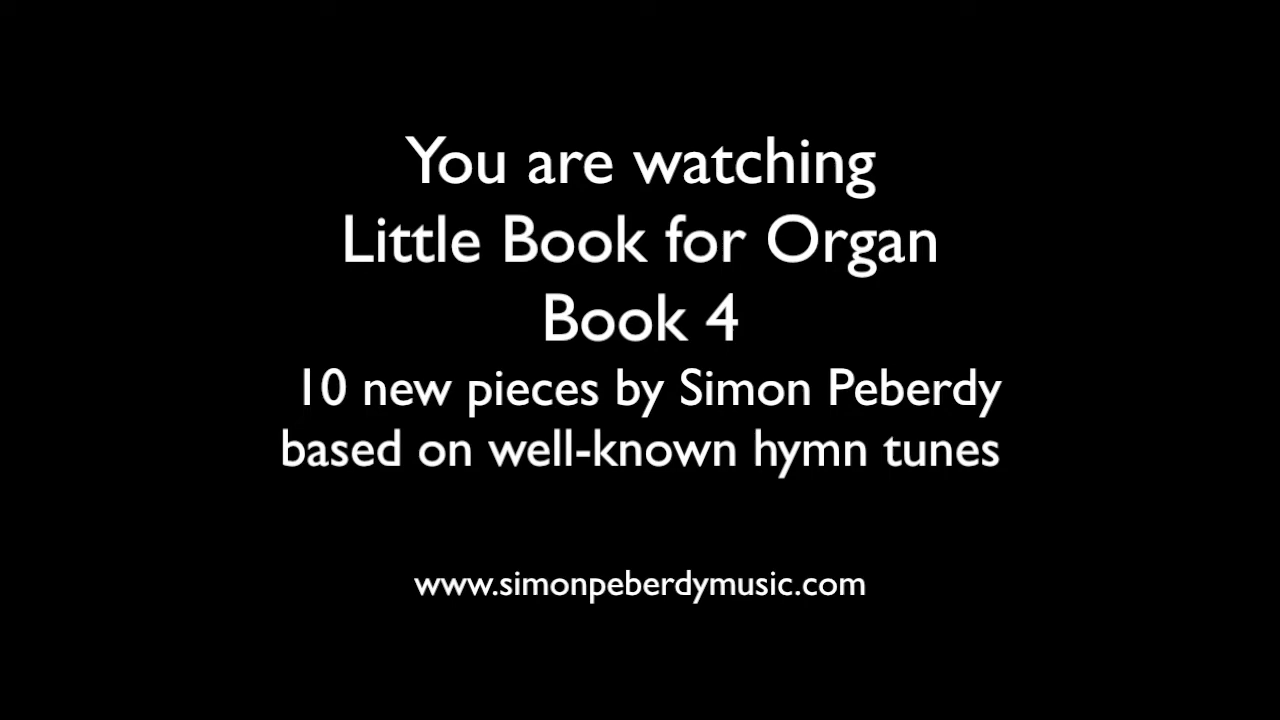 You are watching
Little Book for Organ
Book 4
10 new pieces by Simon Peberdy
based on well-known hymn tunes
www.simonpeberdymusic.com